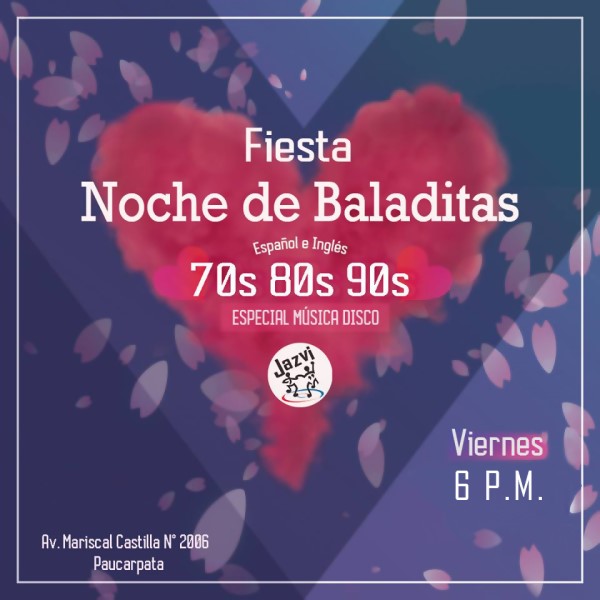 Fiesta
Noche de Baladitas
Español e Inglés
70s 80s 90s
ESPECIAL MÚSICA DISCO
Jazvi
Viernes
6 P.M.
Av. Mariscal Castilla N° 2006
Paucarpata